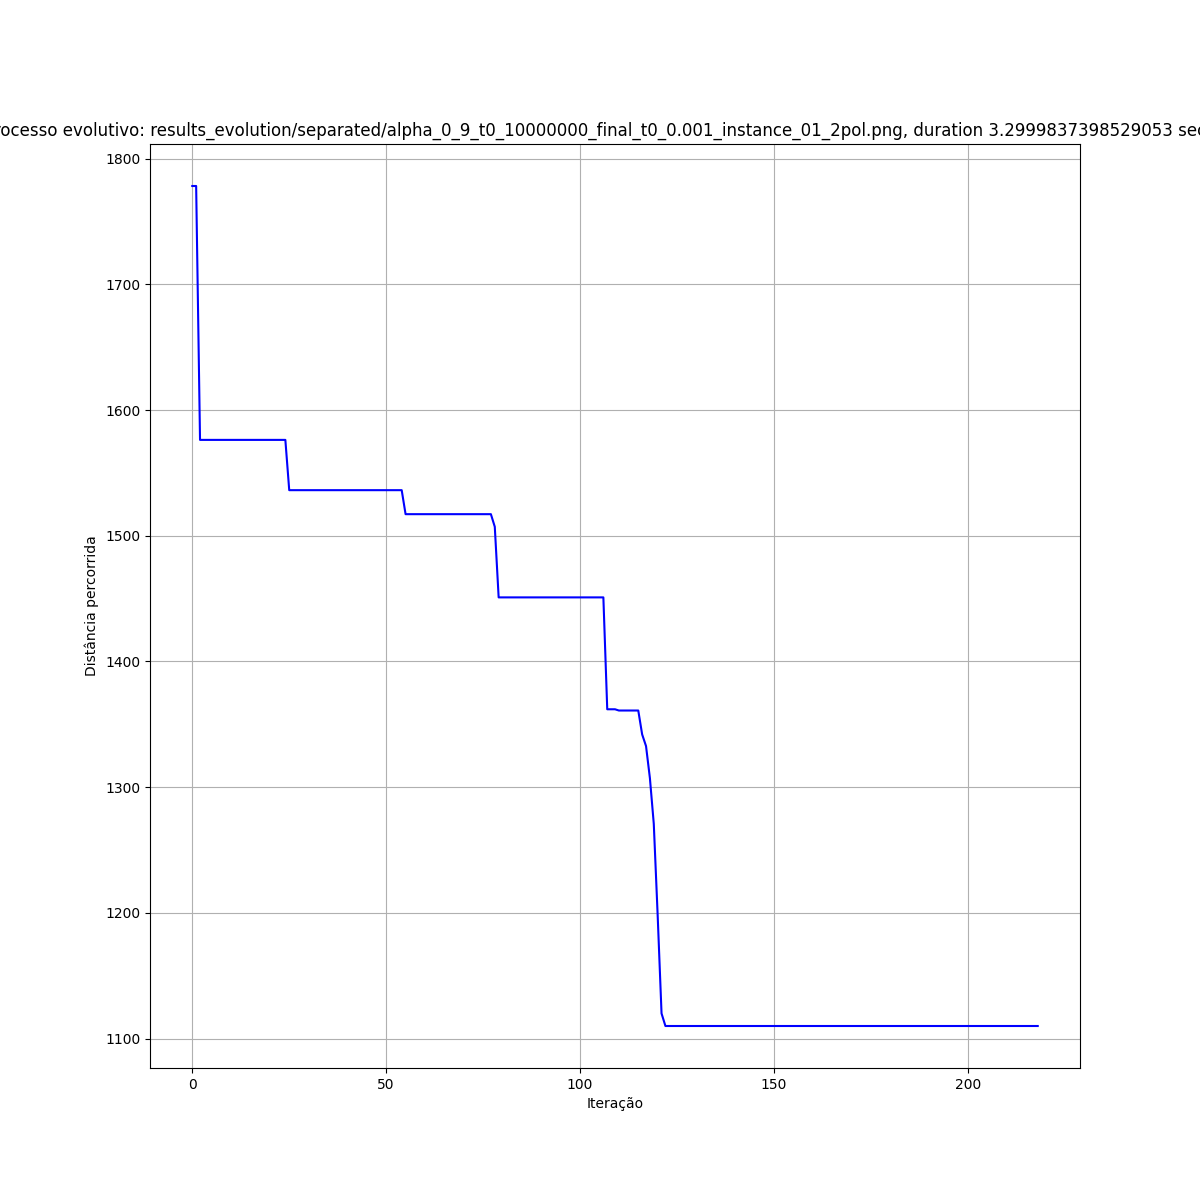 ocesso evolutivo: results_evolution/separated/alpha_0_9_t0_10000000_final_t0_0.001_instance_01_2pol.png, duration 3.2999837398529053 sec
1800
1700
1600
1500
1400
1300
1200
1100
Distância percorrida
0 50 100 150 200
Iteração